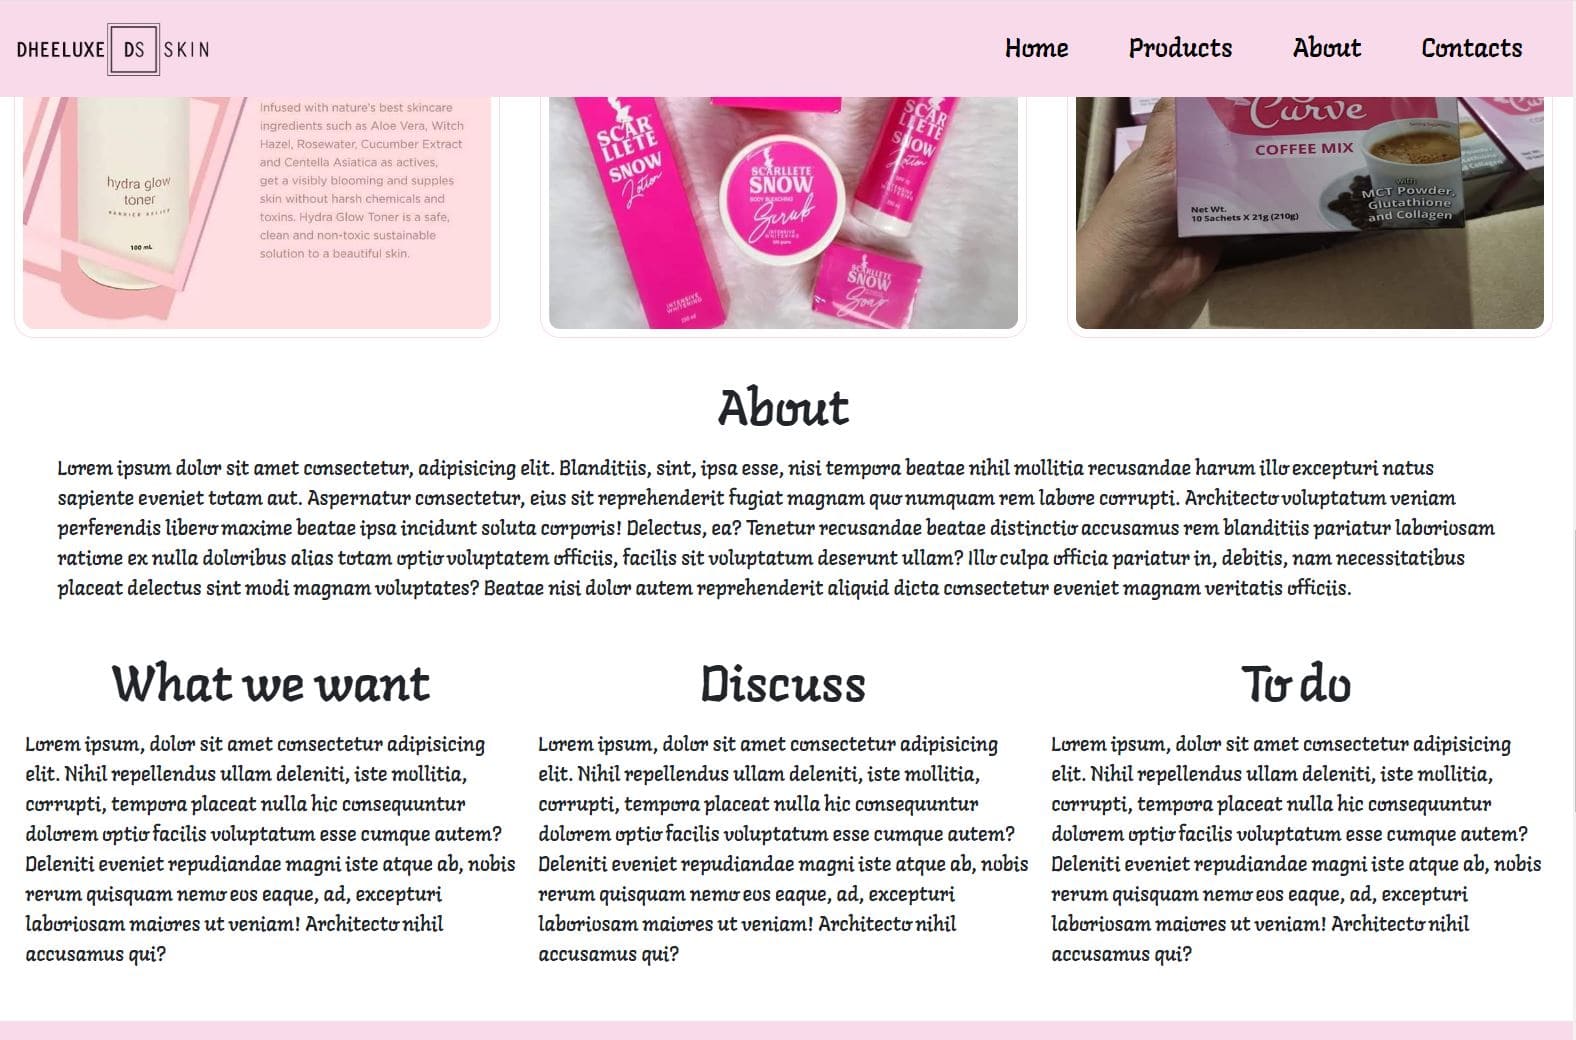 DHEELUXE DS SKIN
Home Products About Contacts
Infused with nature's best skincare
ingredients such as Aloe Vera, Witch
Hazel, Rosewater, Cucumber Extract
and Centella Asiatica as actives,
get a visibly blooming and supples
skin without harsh chemicals and
toxins. Hydra Glow Toner is a safe,
clean and non-toxic sustainable
solution to a beautiful skin.
hydra glow
toner
BARRIER RELIEF
100 mL
SCAR
LLETE
SNOW
Lotion
INTENSIVE
WHITENING
SCARLLETE
SNOW
BODY BLEACHING
Scrub
INTENSIVE
WHITENING
SCAR
LLETE
SNOW
Lotion
SCARLLETE
SNOW
Soap
Curve
COFFEE MIX
with
MCT Powder,
Glutathione
and Collagen
Net Wt.
10 Sachets X 21g (210g)
About
Lorem ipsum dolor sit amet consectetur, adipisicing elit. Blanditiis, sint, ipsa esse, nisi tempora beatae nihil mollitia recusandae harum illo excepturi natus
sapiente eveniet totam aut. Aspernatur consectetur, eius sit reprehenderit fugiat magnam quo numquam rem labore corrupti. Architecto voluptatum veniam
perferendis libero maxime beatae ipsa incidunt soluta corporis! Delectus, ea? Tenetur recusandae beatae distinctio accusamus rem blanditiis pariatur laboriosam
ratione ex nulla doloribus alias totam optio voluptatem officiis, facilis sit voluptatum deserunt ullam? Illo culpa officia pariatur in, debitis, nam necessitatibus
placeat delectus sint modi magnam voluptates? Beatae nisi dolor autem reprehenderit aliquid dicta consectetur eveniet magnam veritatis officiis.
What we want
Lorem ipsum, dolor sit amet consectetur adipisicing
elit. Nihil repellendus ullam deleniti, iste mollitia,
corrupti, tempora placeat nulla hic consequuntur
dolorem optio facilis voluptatum esse cumque autem?
Deleniti eveniet repudiandae magni iste atque ab, nobis
rerum quisquam nemo eos eaque, ad, excepturi
laboriosam maiores ut veniam! Architecto nihil
accusamus qui?
Discuss
Lorem ipsum, dolor sit amet consectetur adipisicing
elit. Nihil repellendus ullam deleniti, iste mollitia,
corrupti, tempora placeat nulla hic consequuntur
dolorem optio facilis voluptatum esse cumque autem?
Deleniti eveniet repudiandae magni iste atque ab, nobis
rerum quisquam nemo eos eaque, ad, excepturi
laboriosam maiores ut veniam! Architecto nihil
accusamus qui?
To do
Lorem ipsum, dolor sit amet consectetur adipisicing
elit. Nihil repellendus ullam deleniti, iste mollitia,
corrupti, tempora placeat nulla hic consequuntur
dolorem optio facilis voluptatum esse cumque autem?
Deleniti eveniet repudiandae magni iste atque ab, nobis
rerum quisquam nemo eos eaque, ad, excepturi
laboriosam maiores ut veniam! Architecto nihil
accusamus qui?